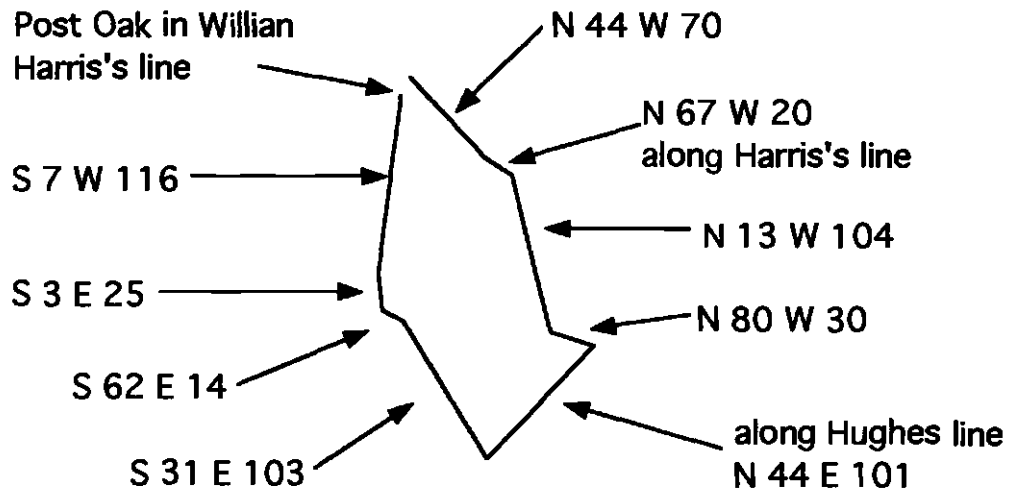 Post Oak in Willian
Harris's line
N 44 W 70
N 67 W 20
along Harris's line
S 7 W 116
N 13 W 104
S 3 E 25
N 80 W 30
S 62 E 14
along Hughes line
N 44 E 101
S 31 E 103